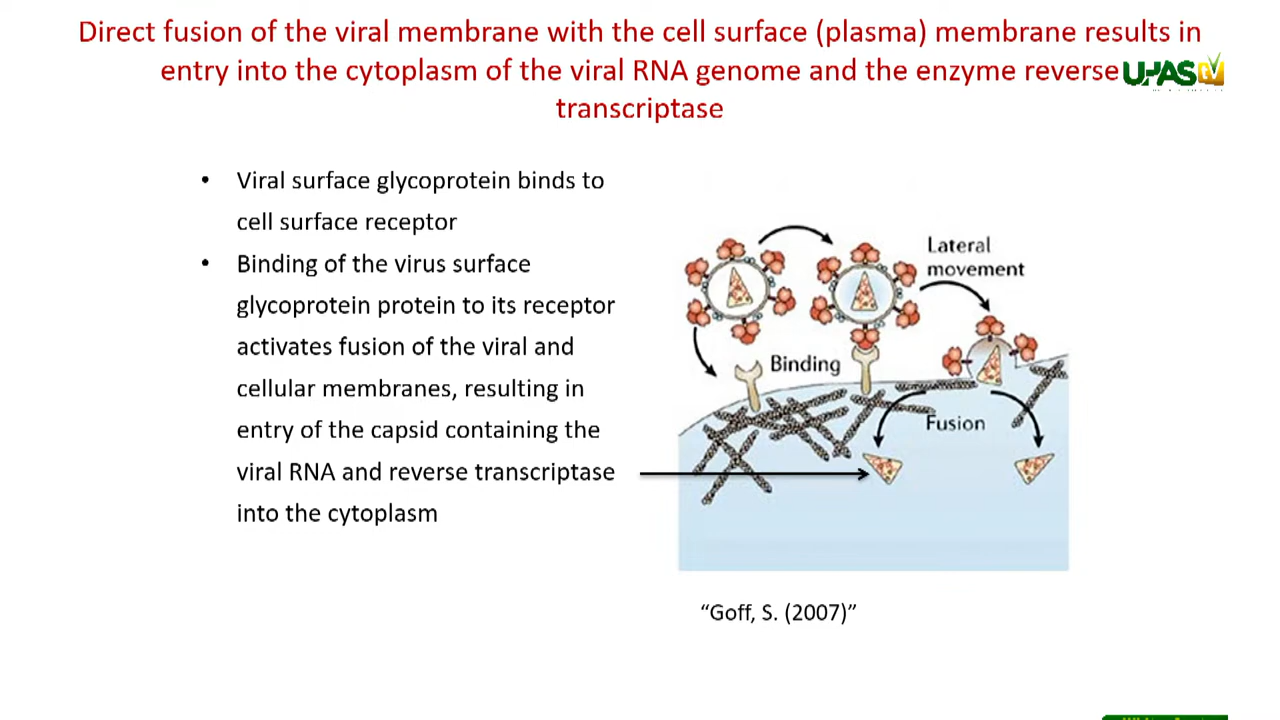 Direct fusion of the viral membrane with the cell surface (plasma) membrane results in
entry into the cytoplasm of the viral RNA genome and the enzyme reverse
transcriptase
UPAS TV
• Viral surface glycoprotein binds to
cell surface receptor
• Binding of the virus surface
glycoprotein protein to its receptor
activates fusion of the viral and
cellular membranes, resulting in
entry of the capsid containing the
viral RNA and reverse transcriptase
into the cytoplasm
Lateral
movement
Binding
Fusion
“Goff, S. (2007)”